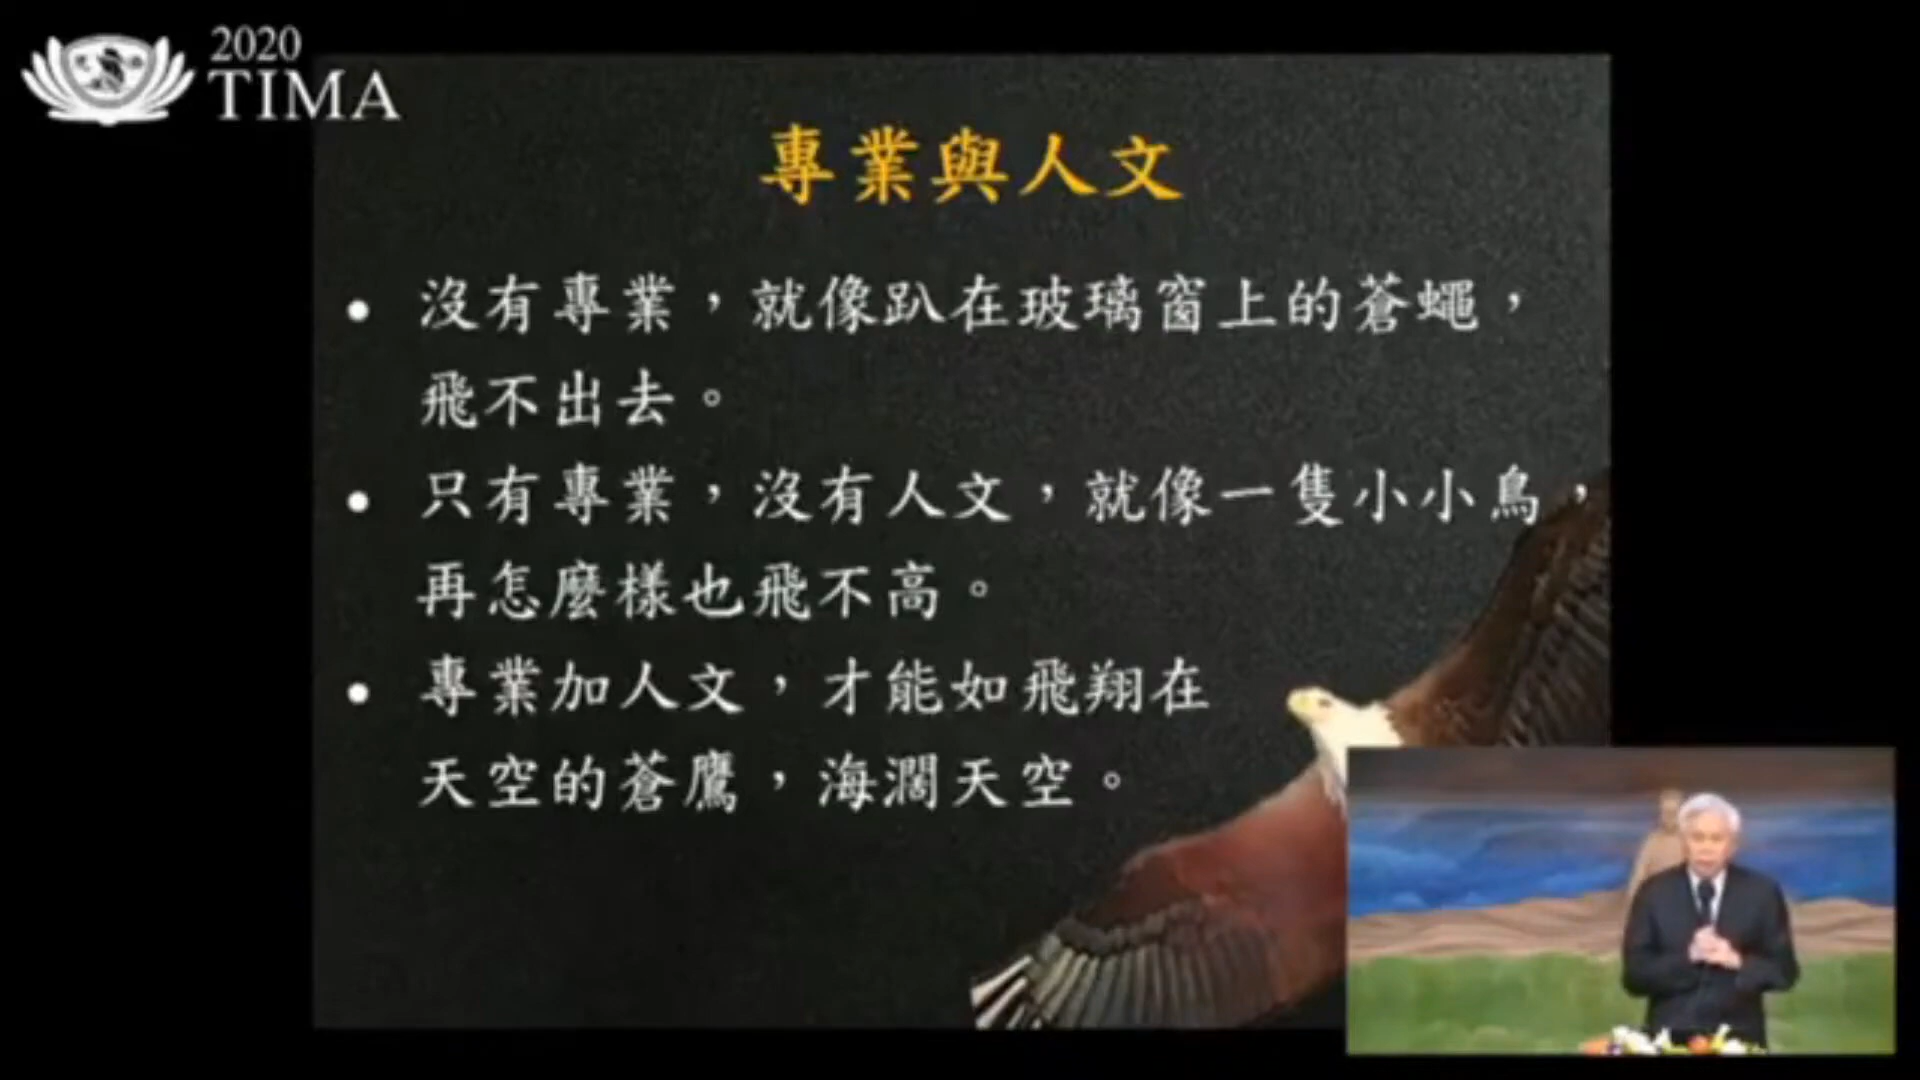 2020
TIMA
專業與人文
• 沒有專業，就像趴在玻璃窗上的蒼蠅，
飛不出去。
• 只有專業，沒有人文，就像一隻小小鳥，
再怎麼樣也飛不高。
• 專業加人文，才能如飛翔在
天空的蒼鷹，海濶天空。